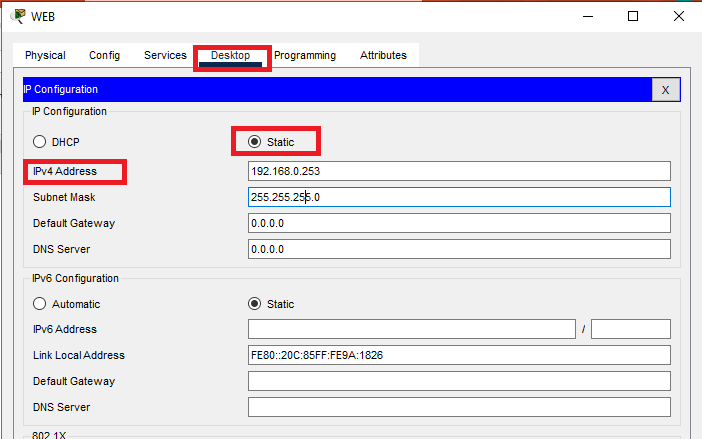 WEB
Physical Config Services Desktop Programming Attributes
IP Configuration X
IP Configuration
DHCP Static
IPv4 Address 192.168.0.253
Subnet Mask 255.255.255.0
Default Gateway 0.0.0.0
DNS Server 0.0.0.0
IPv6 Configuration
Automatic Static
IPv6 Address /
Link Local Address FE80::20C:85FF:FE9A:1826
Default Gateway
DNS Server
802.1X